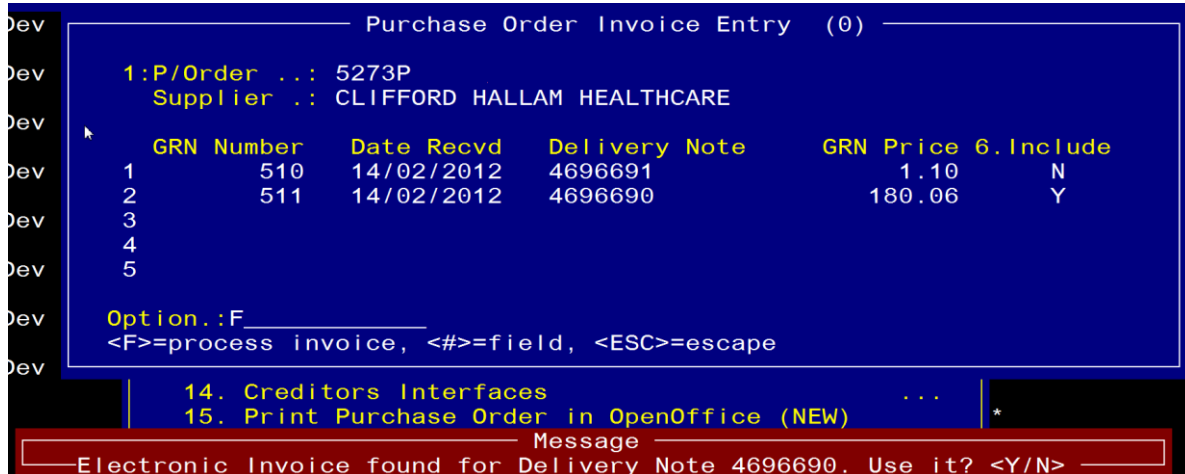 Dev
Purchase Order Invoice Entry (0)
Dev
1:P/Order ..: 5273P
Supplier .: CLIFFORD HALLAM HEALTHCARE
Dev
GRN Number Date Recvd Delivery Note GRN Price 6.Include
Dev
1 510 14/02/2012 4696691 1.10 N
2 511 14/02/2012 4696690 180.06 Y
Dev
3
4
Dev
5
Dev
Option.:F______________
<F>=process invoice, <#>=field, <ESC>=escape
Dev
14. Creditors Interfaces ...
15. Print Purchase Order in OpenOffice (NEW) *
Message
Electronic Invoice found for Delivery Note 4696690. Use it? <Y/N>